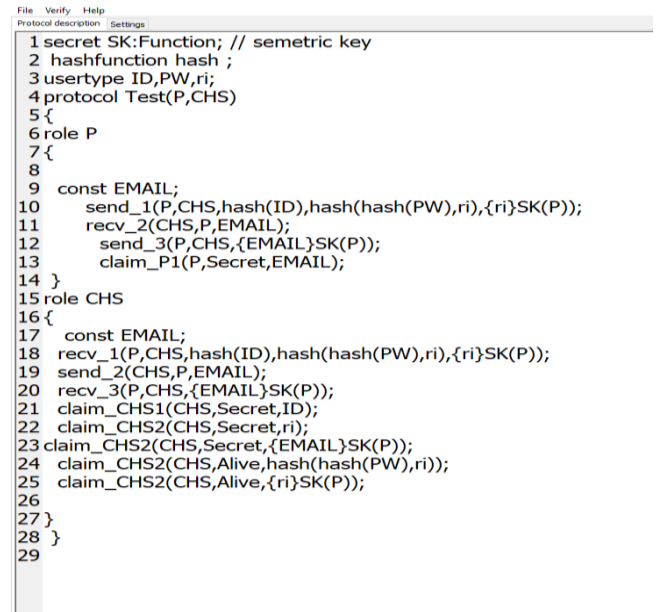 File Verify Help
Protocol description Settings
1 secret SK:Function; // semetric key
2 hashfunction hash ;
3 usertype ID,PW,ri;
4 protocol Test(P,CHS)
5 {
6 role P
7 {
8
9 const EMAIL;
10 send_1(P,CHS,hash(ID),hash(hash(PW),ri),{ri}SK(P));
11 recv_2(CHS,P,EMAIL);
12 send_3(P,CHS,{EMAIL}SK(P));
13 claim_P1(P,Secret,EMAIL);
14 }
15 role CHS
16 {
17 const EMAIL;
18 recv_1(P,CHS,hash(ID),hash(hash(PW),ri),{ri}SK(P));
19 send_2(CHS,P,EMAIL);
20 recv_3(P,CHS,{EMAIL}SK(P));
21 claim_CHS1(CHS,Secret,ID);
22 claim_CHS2(CHS,Secret,ri);
23 claim_CHS2(CHS,Secret,{EMAIL}SK(P));
24 claim_CHS2(CHS,Alive,hash(hash(PW),ri));
25 claim_CHS2(CHS,Alive,{ri}SK(P));
26
27 }
28 }
29